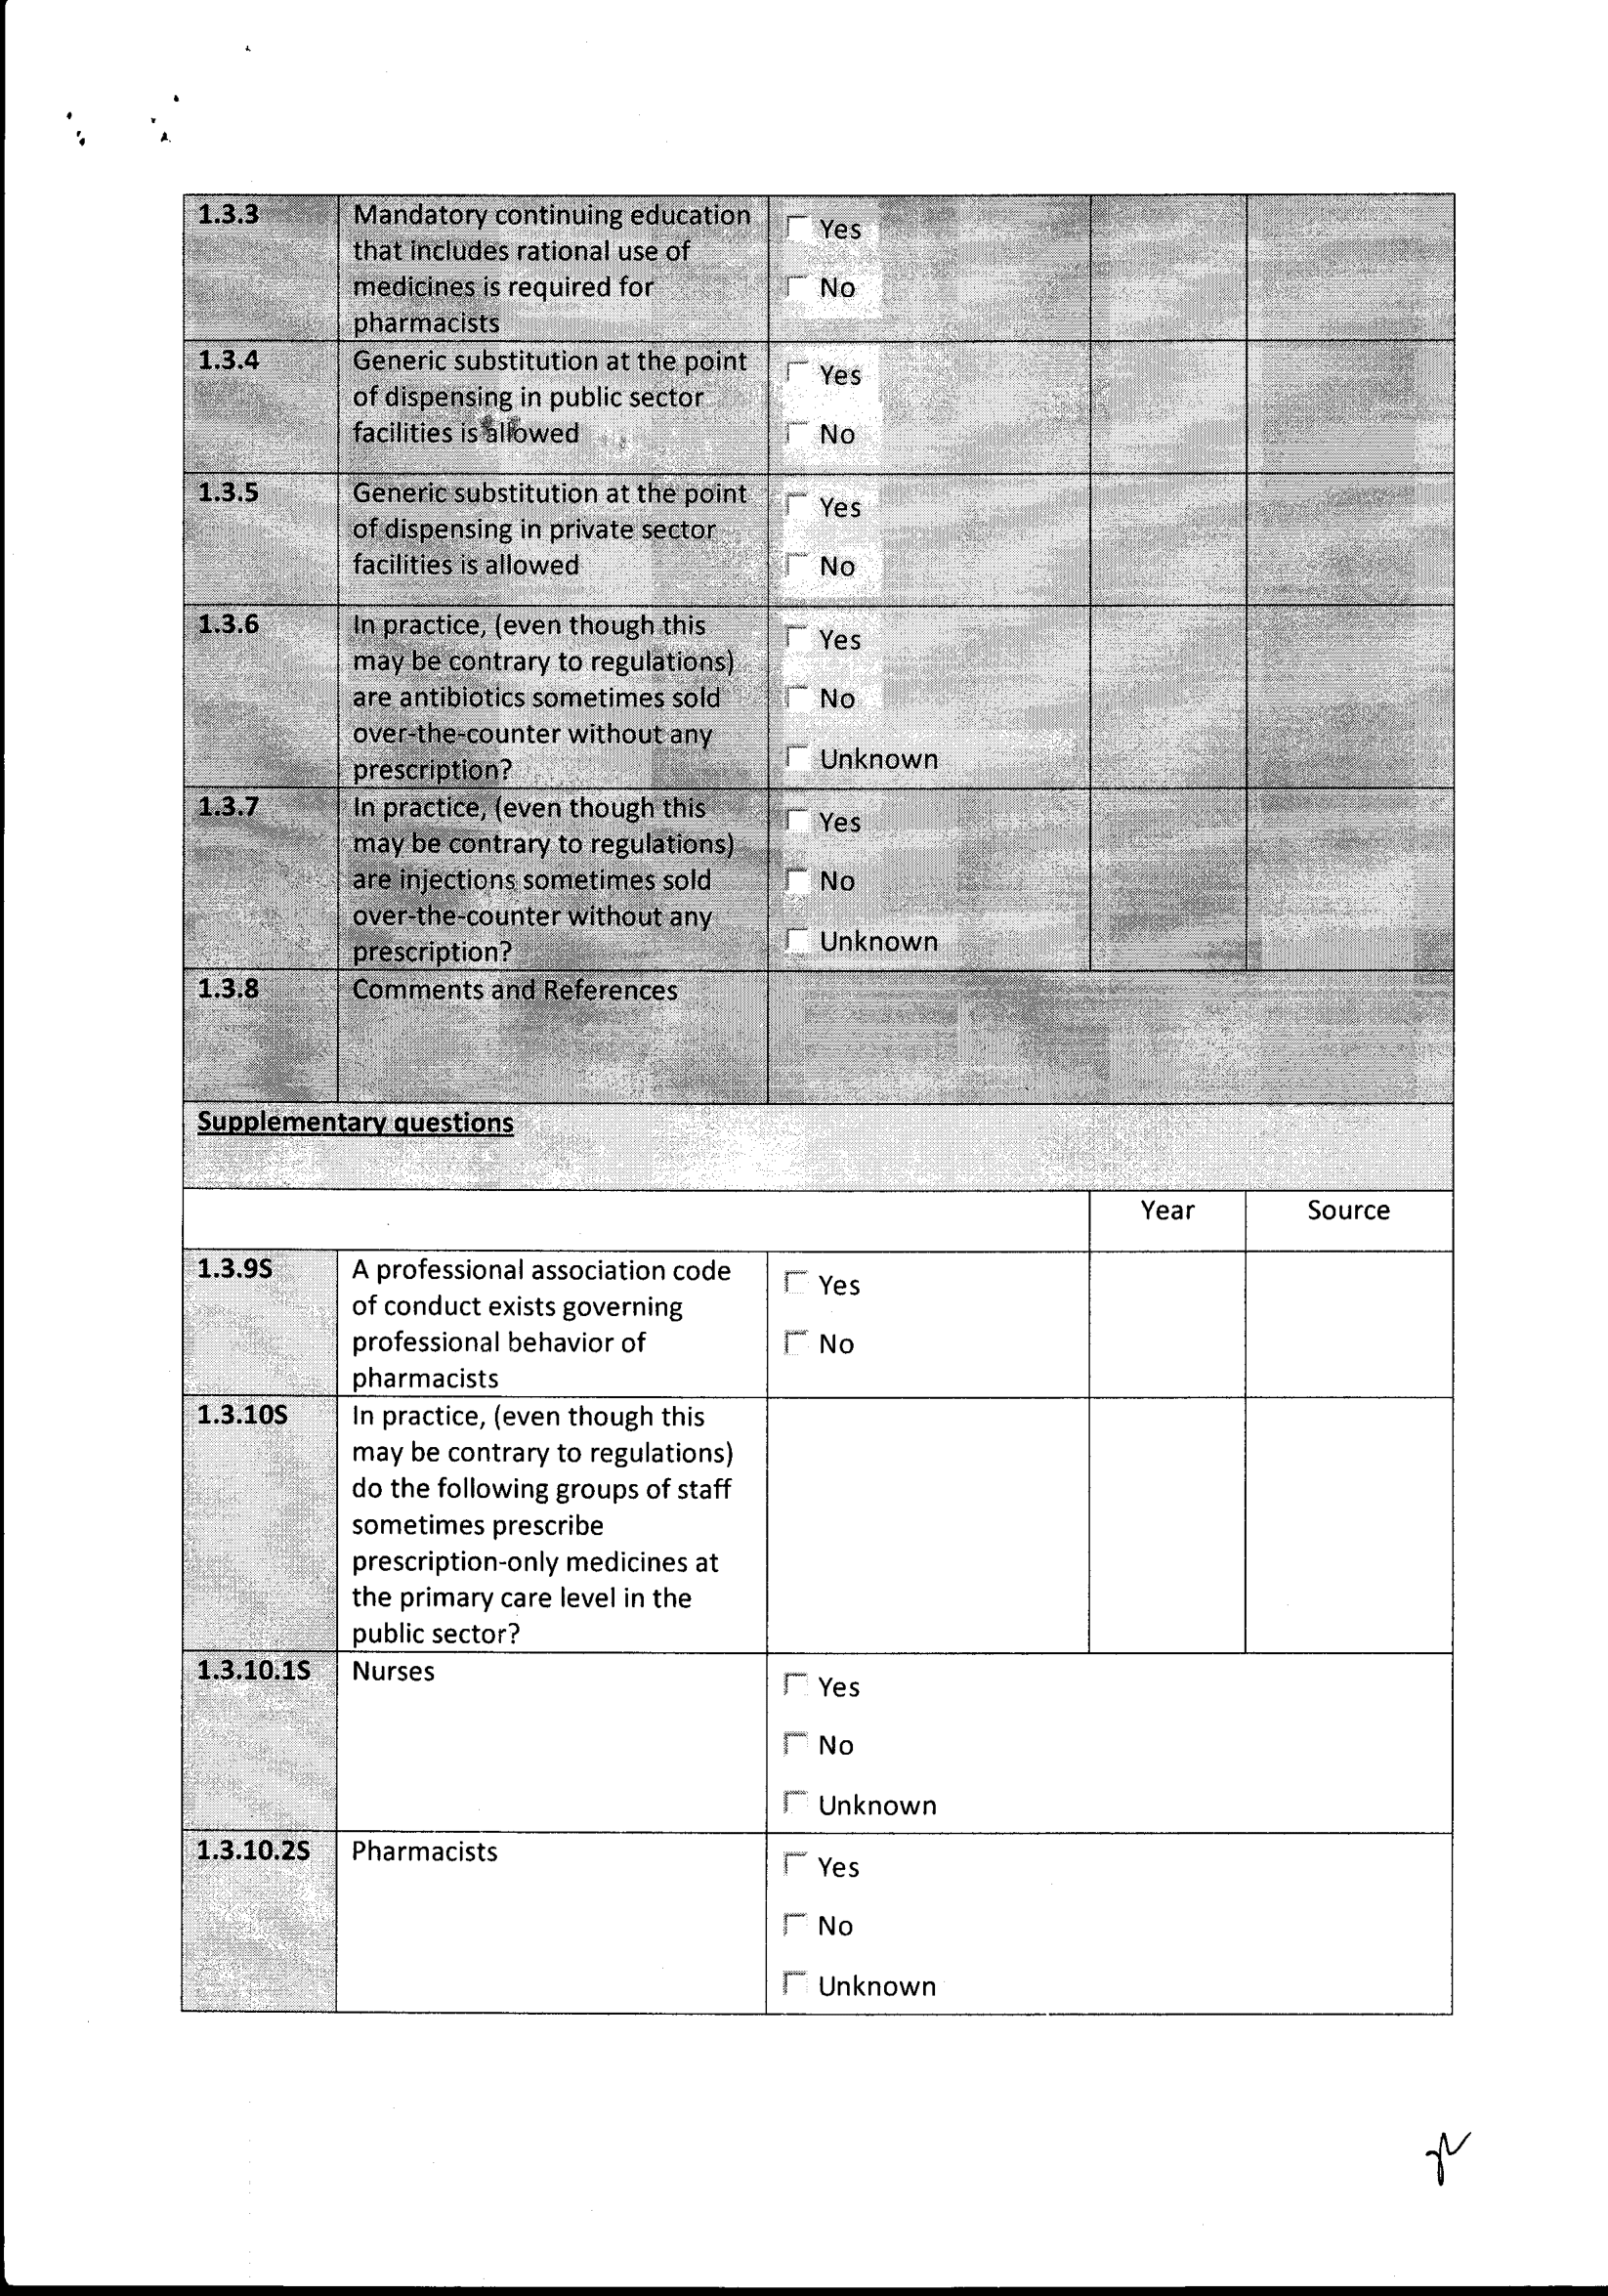 1.3.3
Mandatory continuing education
that includes rational use of
medicines is required for
pharmacists
Yes
No
1.3.4
Generic substitution at the point
of dispensing in public sector
facilities is allowed
Yes
No
1.3.5
Generic substitution at the point
of dispensing in private sector
facilities is allowed
Yes
No
1.3.6
In practice, (even though this
may be contrary to regulations)
are antibiotics sometimes sold
over-the-counter without any
prescription?
Yes
No
Unknown
1.3.7
In practice, (even though this
may be contrary to regulations)
are injections sometimes sold
over-the-counter without any
prescription?
Yes
No
Unknown
1.3.8
Comments and References
Supplementary questions
Year
Source
1.3.9S
A professional association code
of conduct exists governing
professional behavior of
pharmacists
Yes
No
1.3.10S
In practice, (even though this
may be contrary to regulations)
do the following groups of staff
sometimes prescribe
prescription-only medicines at
the primary care level in the
public sector?
1.3.10.1S
Nurses
Yes
No
Unknown
1.3.10.2S
Pharmacists
Yes
No
Unknown